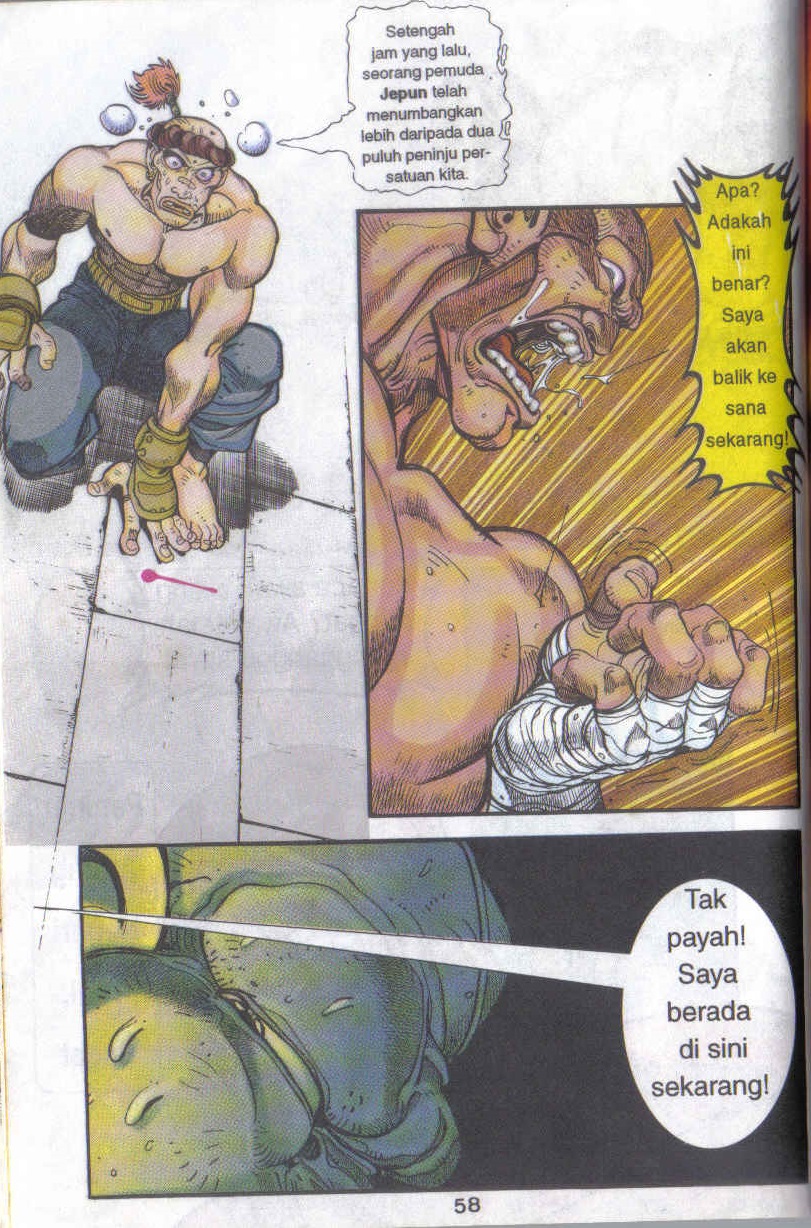 Setengah
jam yang lalu,
seorang pemuda
Jepun telah
menumbangkan
lebih daripada dua
puluh peninju per-
satuan kita.
Apa?
Adakah
ini
benar?
Saya
akan
balik ke
sana
sekarang!
Tak
payah!
Saya
berada
di sini
sekarang!
58